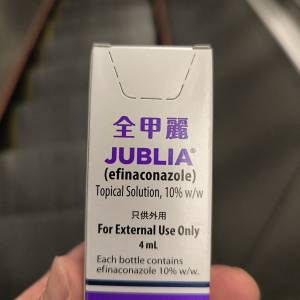 全甲麗
JUBLIA®
(efinaconazole)
Topical Solution, 10% w/w
只供外用
For External Use Only
4 mL
Each bottle contains
efinaconazole 10% w/w.